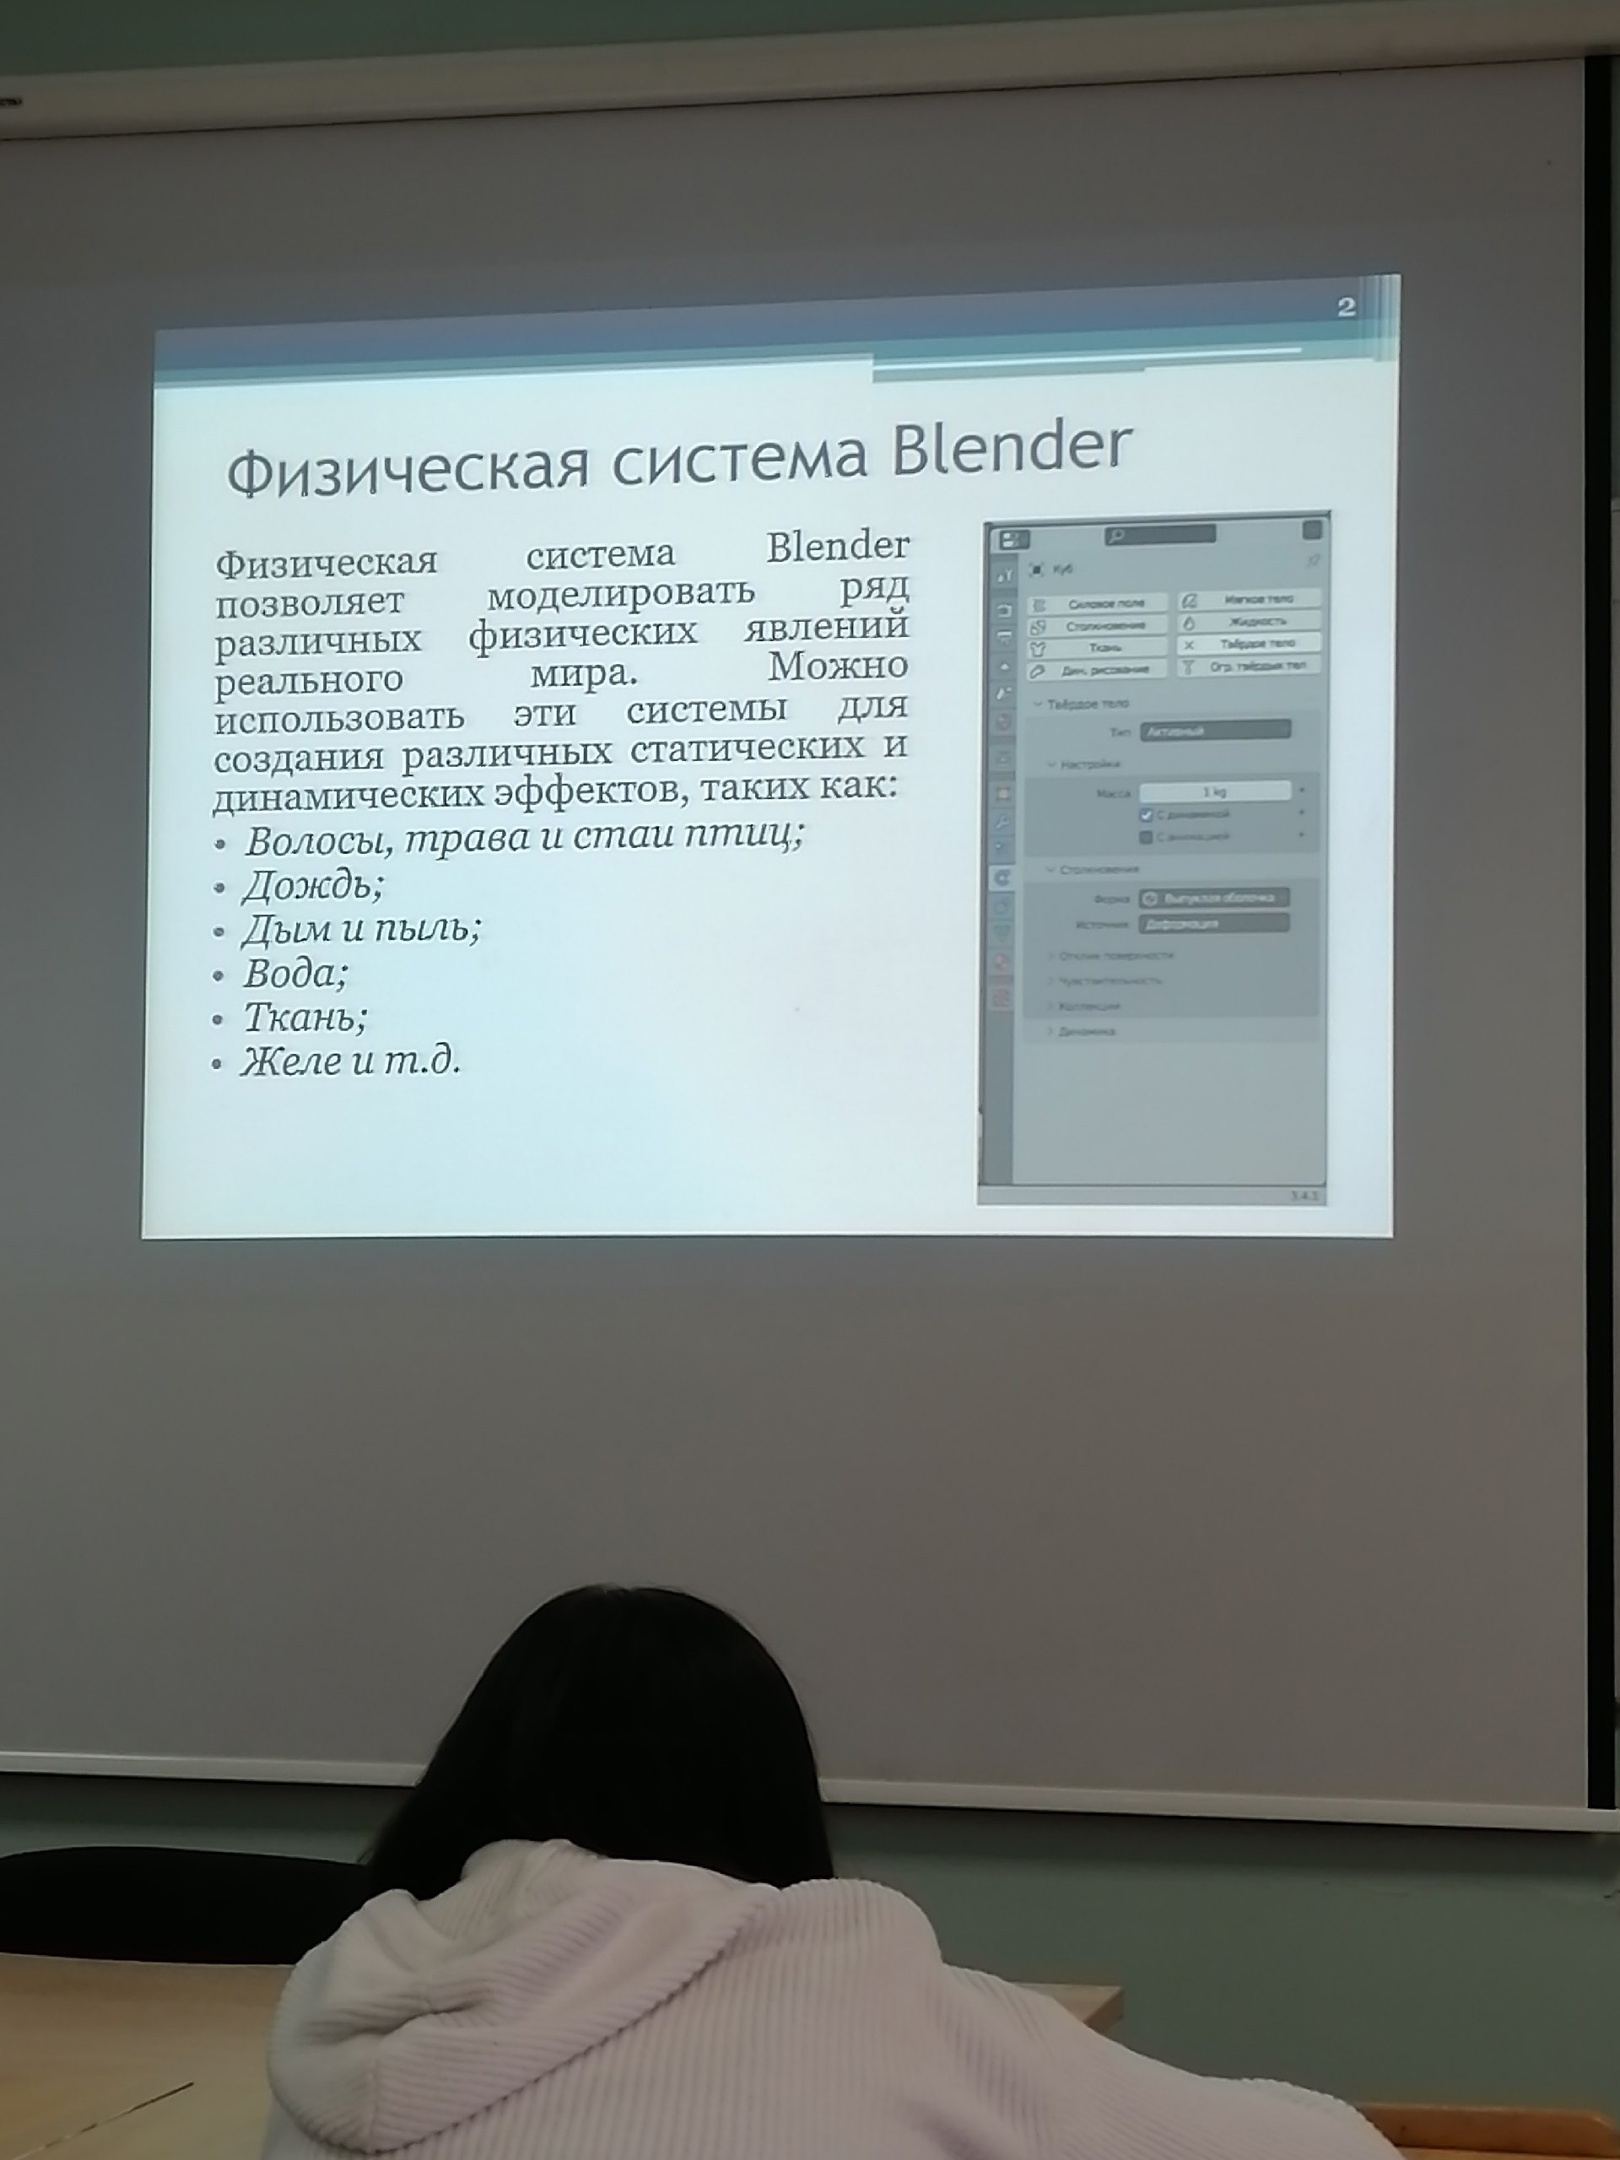 2
Физическая система Blender
Физическая система Blender
позволяет моделировать ряд
различных физических явлений
реального мира. Можно
использовать эти системы для
создания различных статических и
динамических эффектов, таких как:
• Волосы, трава и стаи птиц;
• Дождь;
• Дым и пыль;
• Вода;
• Ткань;
• Желе и т.д.
Куб
Силовое поле
Мягкое тело
Столкновение
Жидкость
Ткань
Твёрдое тело
Дин. рисование
Огр. твёрдых тел
Твёрдое тело
Тип Активный
Настройки
Масса 1 kg
С динамикой
С анимацией
Столкновения
Форма Выпуклая оболочка
Источник Деформация
Отклик поверхности
Чувствительность
Коллекции
Динамика
3.4.1